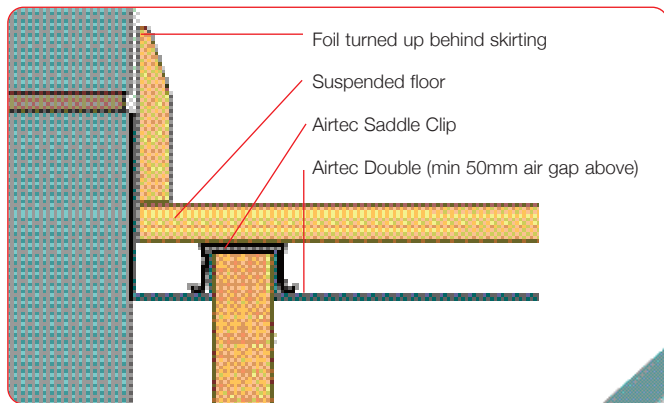 Foil turned up behind skirting
Suspended floor
Airtec Saddle Clip
Airtec Double (min 50mm air gap above)